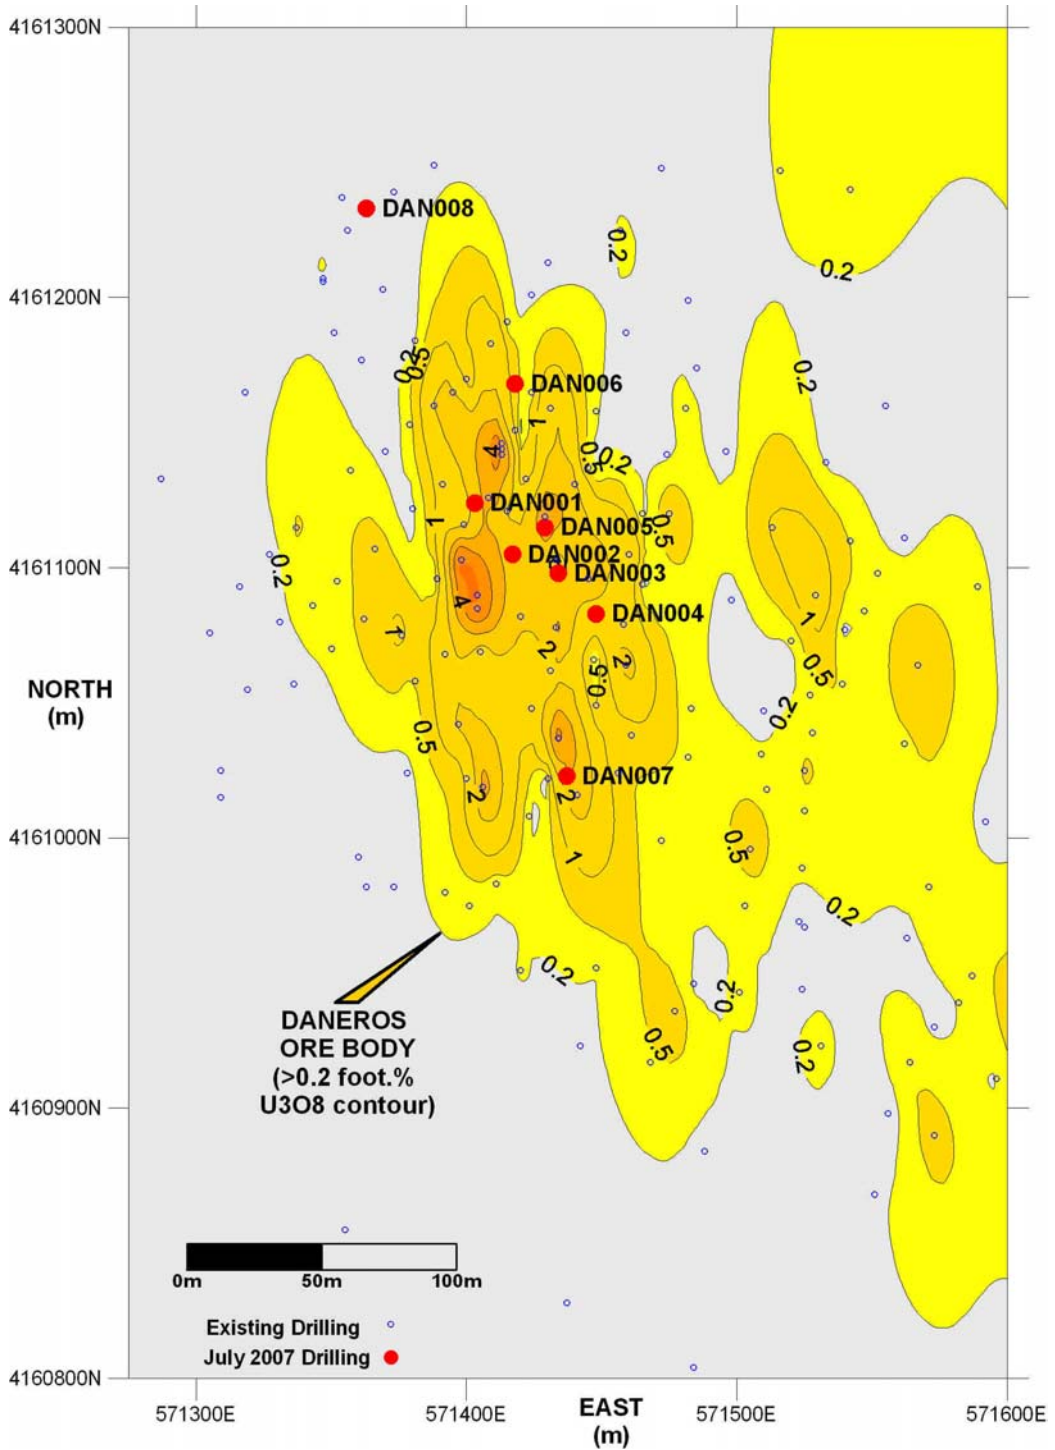 4161300N
DAN008
0.2
0.2
4161200N
0.2
0.5
DAN006
0.2
1
4
0.5
0.2
DAN001
1
DAN005
0.5
DAN002
4161100N
0.2
DAN003
4
DAN004
1
1
2
2
0.5
0.5
NORTH
(m)
0.2
0.5
DAN007
2
2
4161000N
0.5
1
0.2
0.2
0.2
DANEROS
ORE BODY
(>0.2 foot.%
U3O8 contour)
0.5
0.2
4160900N
0m
50m
100m
Existing Drilling
July 2007 Drilling
4160800N
571300E
571400E
EAST
(m)
571500E
571600E